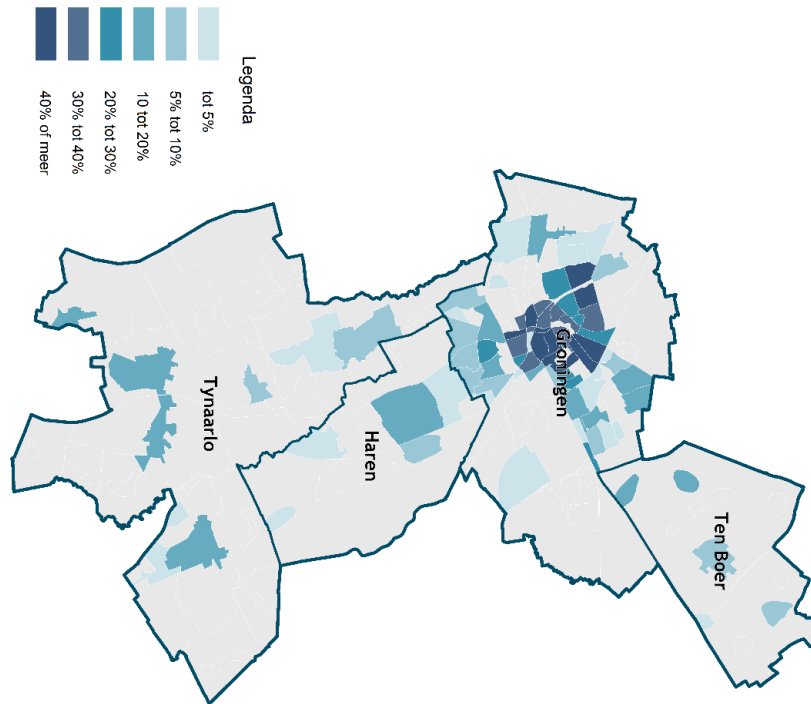 Legenda
tot 5%
5% tot 10%
10 tot 20%
20% tot 30%
30% tot 40%
40% of meer
Groningen
Ten Boer
Haren
Tynaarlo